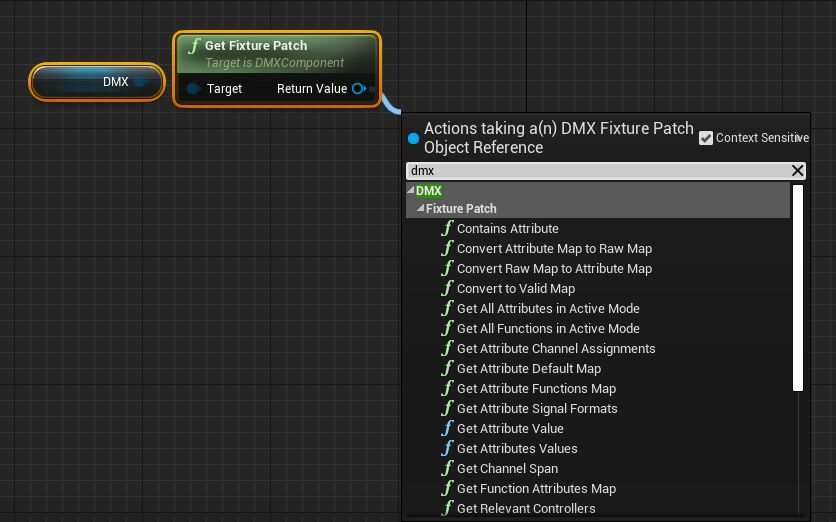 Get Fixture Patch
Target is DMXComponent
DMX
Target
Return Value
Actions taking a(n) DMX Fixture Patch
Object Reference
Context Sensitive
dmx
DMX
Fixture Patch
Contains Attribute
Convert Attribute Map to Raw Map
Convert Raw Map to Attribute Map
Convert to Valid Map
Get All Attributes in Active Mode
Get All Functions in Active Mode
Get Attribute Channel Assignments
Get Attribute Default Map
Get Attribute Functions Map
Get Attribute Signal Formats
Get Attribute Value
Get Attributes Values
Get Channel Span
Get Function Attributes Map
Get Relevant Controllers